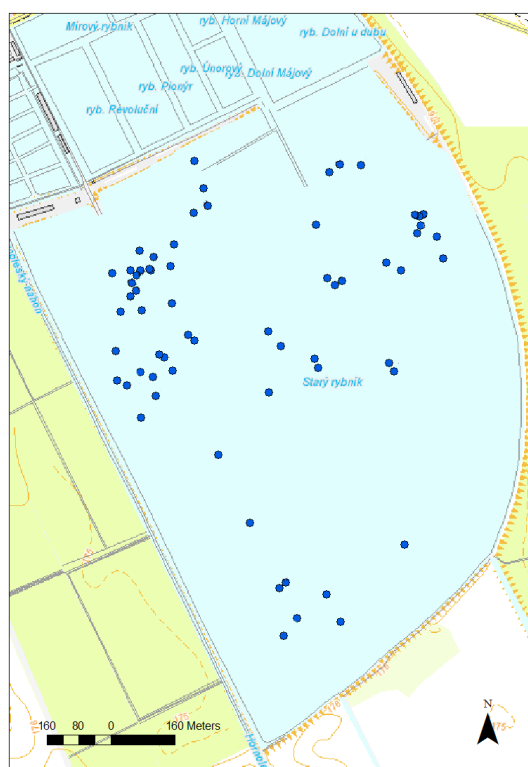 Mírový rybník
ryb. Horní Májový
ryb. Dolní u dubu
ryb. Únorový
ryb. Dolní Májový
ryb. Pionýr
ryb. Revoluční
Starý rybník
N
160 80 0 160 Meters